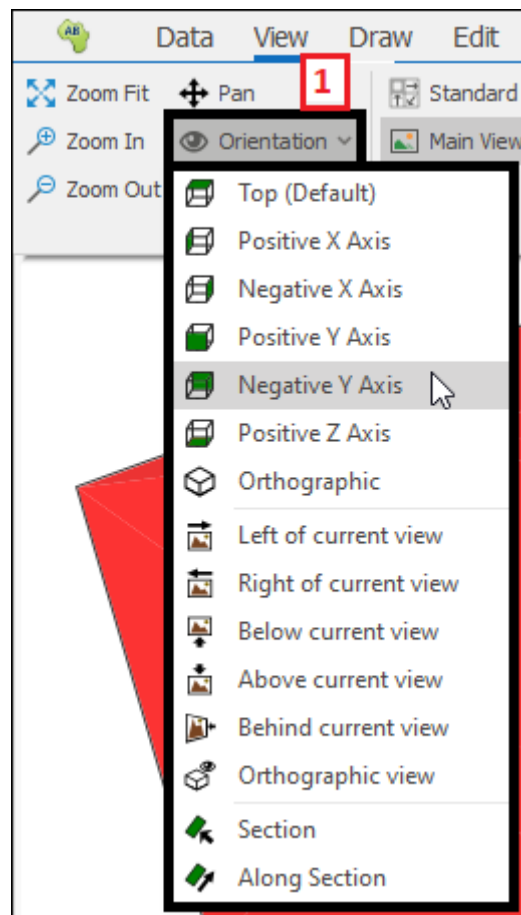 AB
Data View Draw Edit
Zoom Fit Pan 1 Standard
Zoom In Orientation Main View
Zoom Out
Top (Default)
Positive X Axis
Negative X Axis
Positive Y Axis
Negative Y Axis
Positive Z Axis
Orthographic
Left of current view
Right of current view
Below current view
Above current view
Behind current view
Orthographic view
Section
Along Section